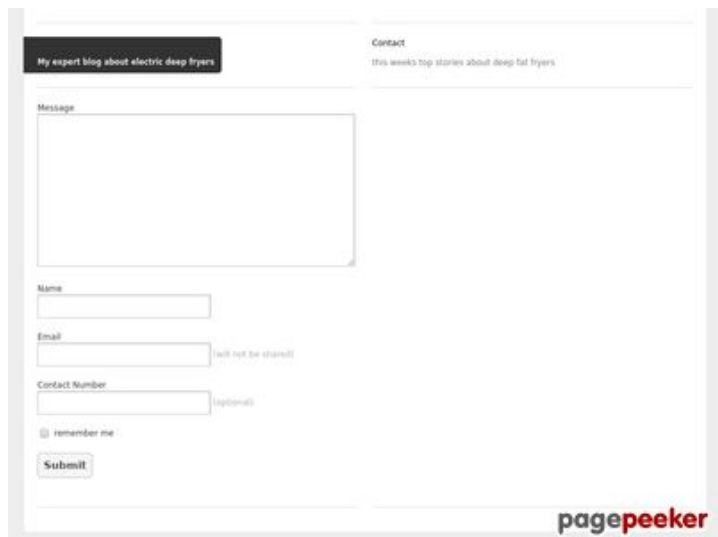 My expert blog about electric deep fryers
Contact
this weeks top stories about deep fat fryers
Message
Name
Email
(will not be shared)
Contact Number
(optional)
remember me
Submit
pagepeeker